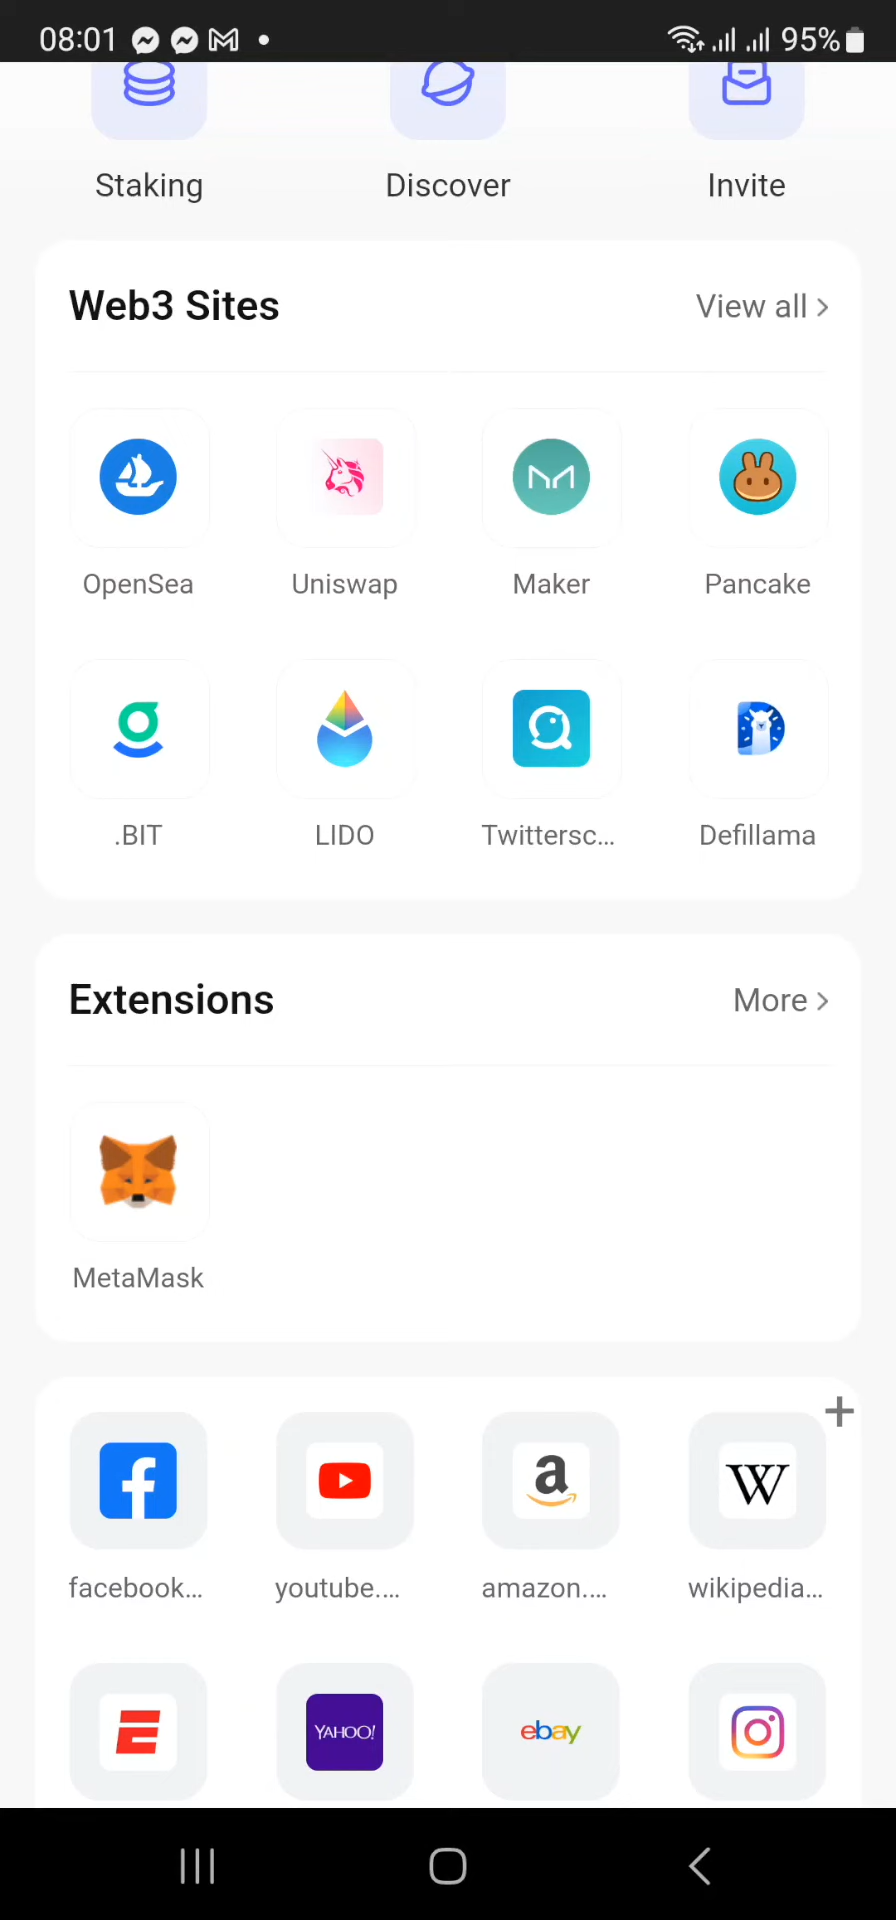 08:01 95%
Staking Discover Invite
Web3 Sites View all
OpenSea Uniswap Maker Pancake
.BIT LIDO Twittersc... Defillama
Extensions More
MetaMask
facebook... youtube.... amazon.... wikipedia...
YAHOO! ebay